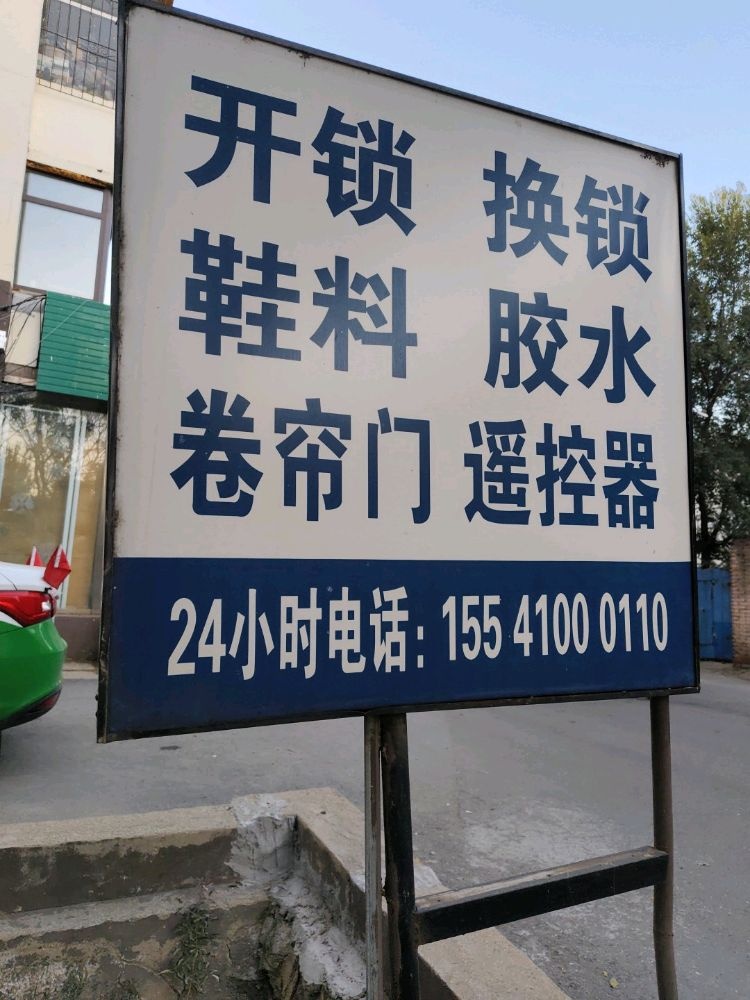 开锁 换锁
鞋料 胶水
卷帘门 遥控器
24小时电话: 155 4100 0110